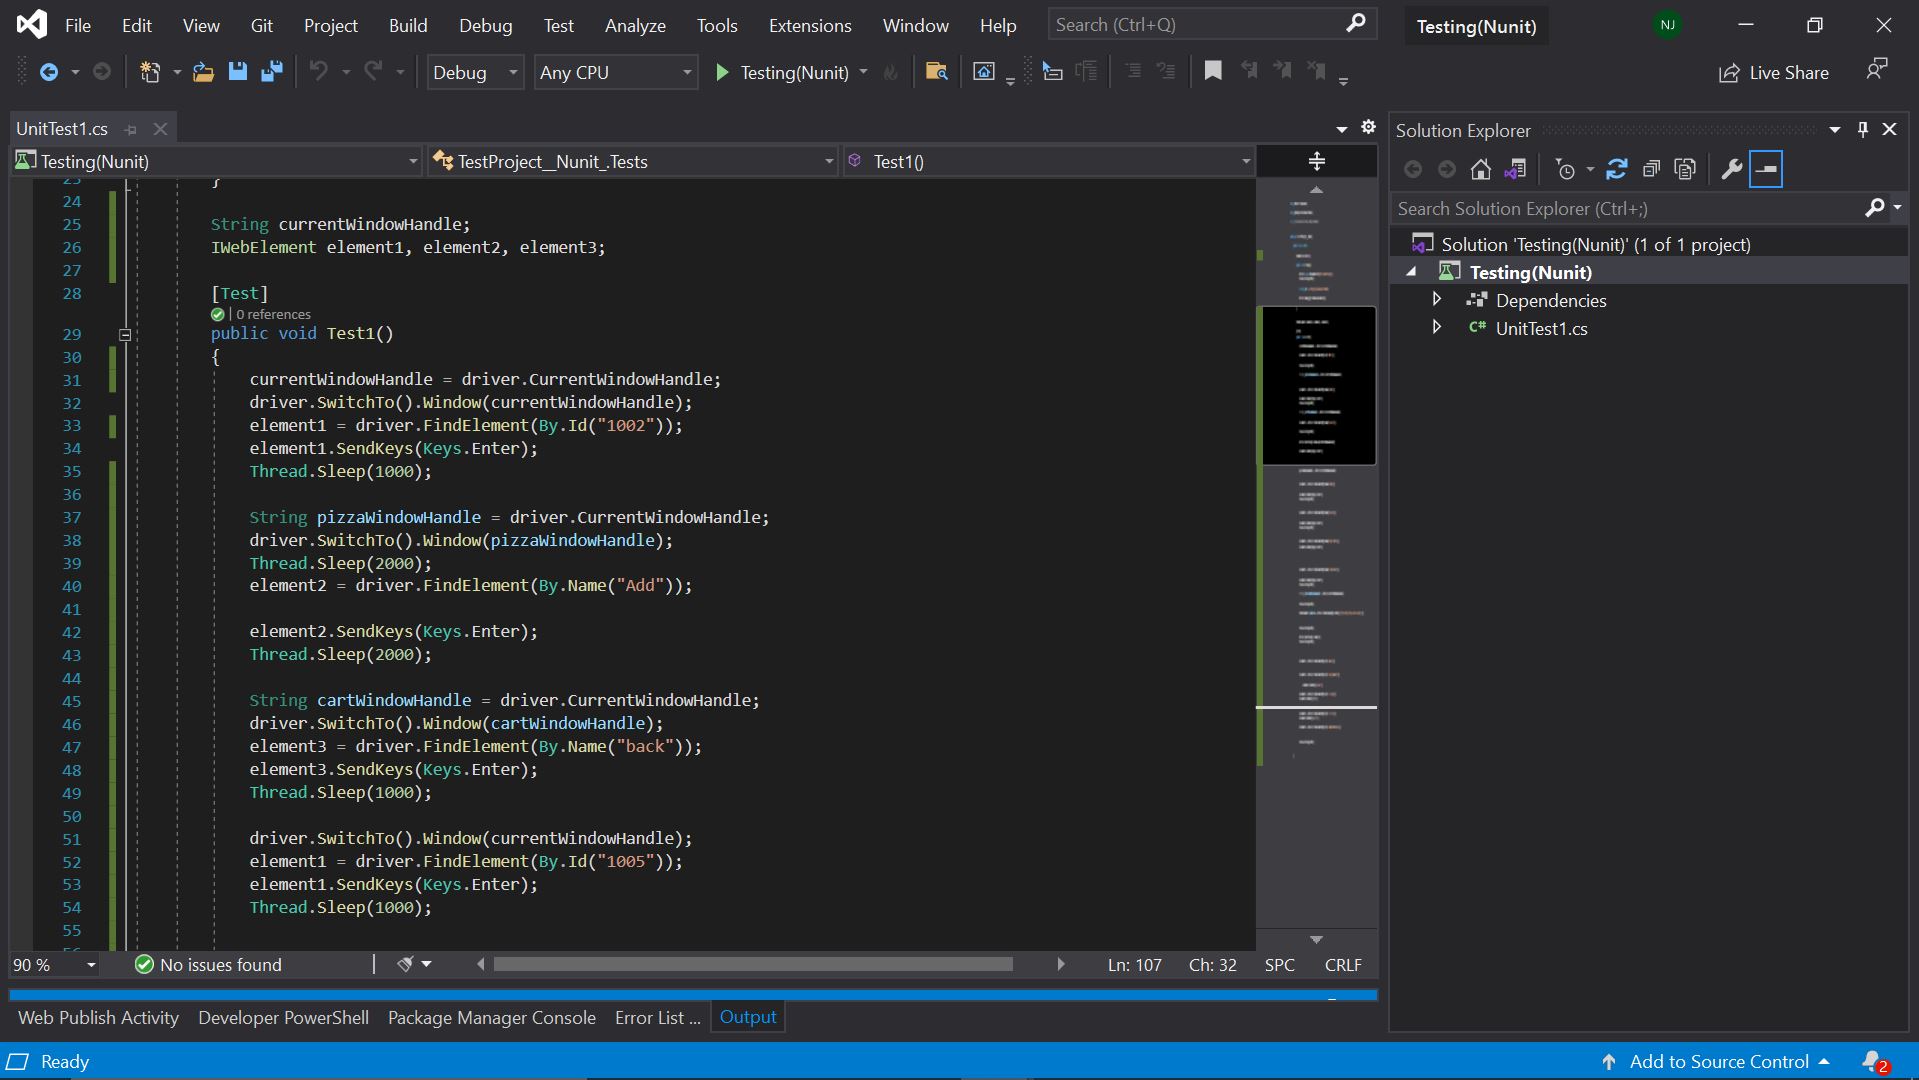 File Edit View Git Project Build Debug Test Analyze Tools Extensions Window Help Search (Ctrl+Q) Testing(Nunit) NJ
Debug Any CPU Testing(Nunit) Live Share
UnitTest1.cs
Testing(Nunit) TestProject__Nunit_.Tests Test1()
23 }
24
25 String currentWindowHandle;
26 IWebElement element1, element2, element3;
27
28 [Test]
0 references
29 public void Test1()
30 {
31 currentWindowHandle = driver.CurrentWindowHandle;
32 driver.SwitchTo().Window(currentWindowHandle);
33 element1 = driver.FindElement(By.Id("1002"));
34 element1.SendKeys(Keys.Enter);
35 Thread.Sleep(1000);
36
37 String pizzaWindowHandle = driver.CurrentWindowHandle;
38 driver.SwitchTo().Window(pizzaWindowHandle);
39 Thread.Sleep(2000);
40 element2 = driver.FindElement(By.Name("Add"));
41
42 element2.SendKeys(Keys.Enter);
43 Thread.Sleep(2000);
44
45 String cartWindowHandle = driver.CurrentWindowHandle;
46 driver.SwitchTo().Window(cartWindowHandle);
47 element3 = driver.FindElement(By.Name("back"));
48 element3.SendKeys(Keys.Enter);
49 Thread.Sleep(1000);
50
51 driver.SwitchTo().Window(currentWindowHandle);
52 element1 = driver.FindElement(By.Id("1005"));
53 element1.SendKeys(Keys.Enter);
54 Thread.Sleep(1000);
55
90 % No issues found Ln: 107 Ch: 32 SPC CRLF
Web Publish Activity Developer PowerShell Package Manager Console Error List ... Output
Solution Explorer
Search Solution Explorer (Ctrl+;)
Solution 'Testing(Nunit)' (1 of 1 project)
Testing(Nunit)
Dependencies
C# UnitTest1.cs
Ready Add to Source Control 2